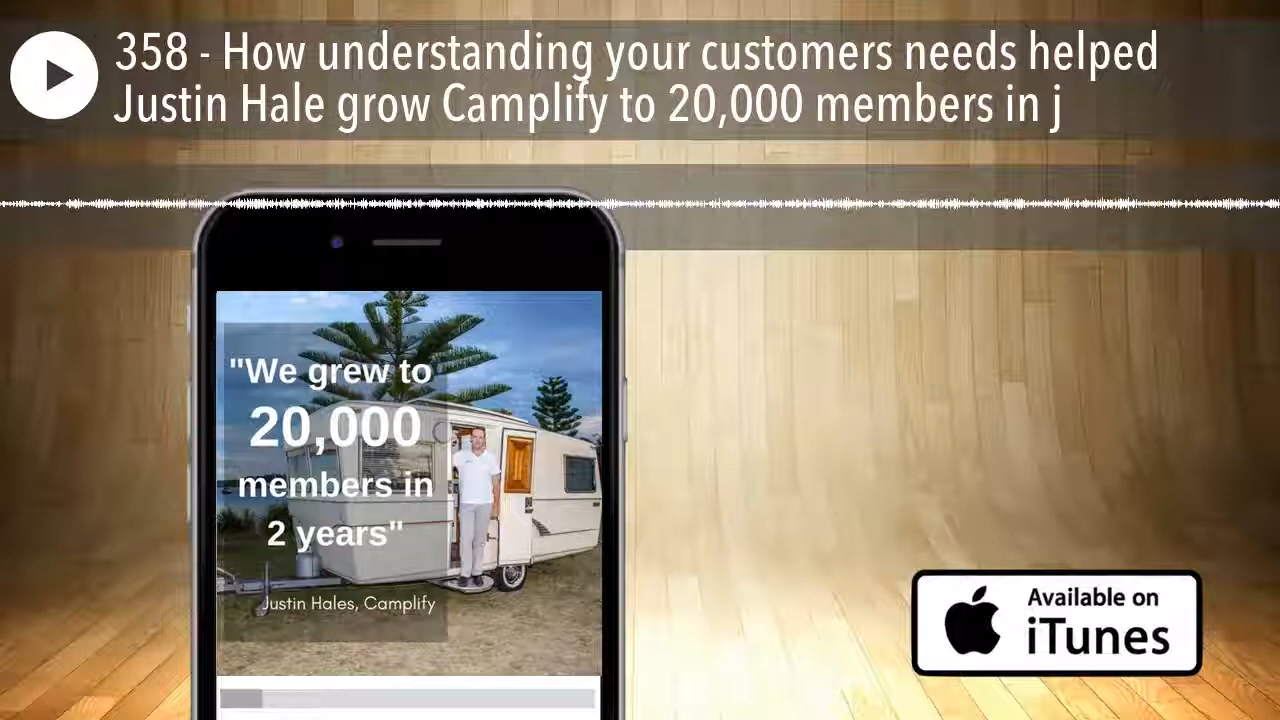 358 - How understanding your customers needs helped
Justin Hale grow Camplify to 20,000 members in j
"We grew to
20,000
members in
2 years"
Justin Hales, Camplify
Available on
iTunes